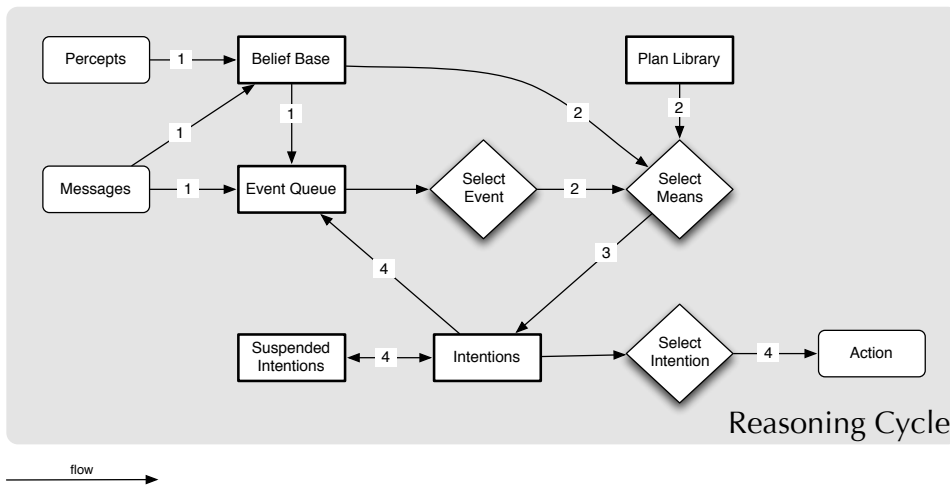 Percepts
1
Belief Base
Plan Library
1
1
2
2
Messages
1
Event Queue
Select
Event
2
Select
Means
4
3
Suspended
Intentions
4
Intentions
Select
Intention
4
Action
Reasoning Cycle
flow